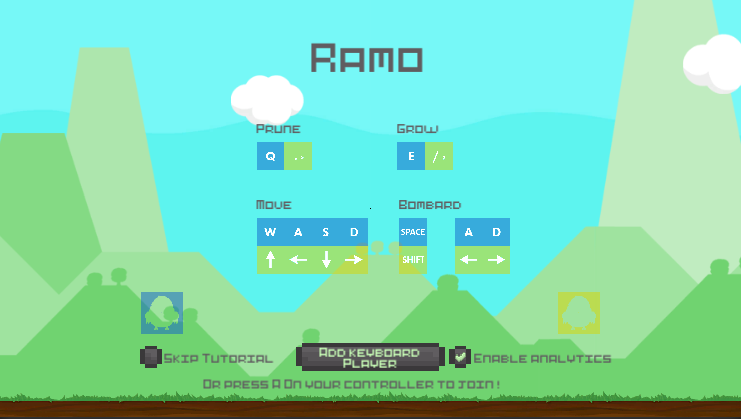 Ramo
Prune Grow
Q . > E / ›
Move Bombard
W A S D SPACE A D
↑ ← ↓ → SHIFT ← →
Skip Tutorial Add keyboard Player Enable analytics
Or press A On your controller to join !